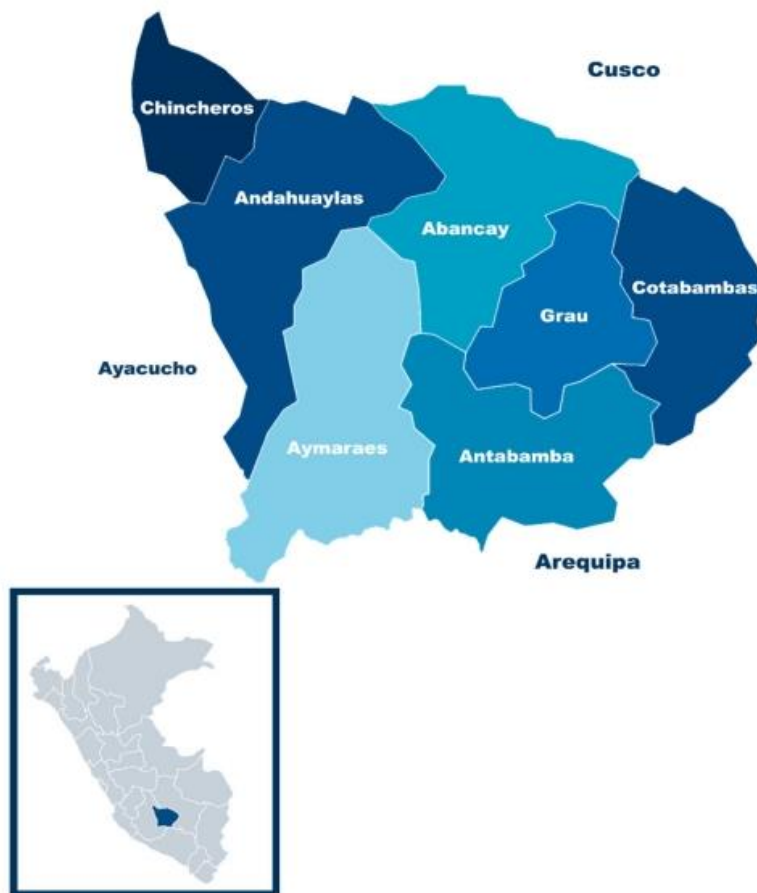 Cusco
Chincheros
Andahuaylas
Abancay
Cotabambas
Grau
Ayacucho
Aymaraes
Antabamba
Arequipa